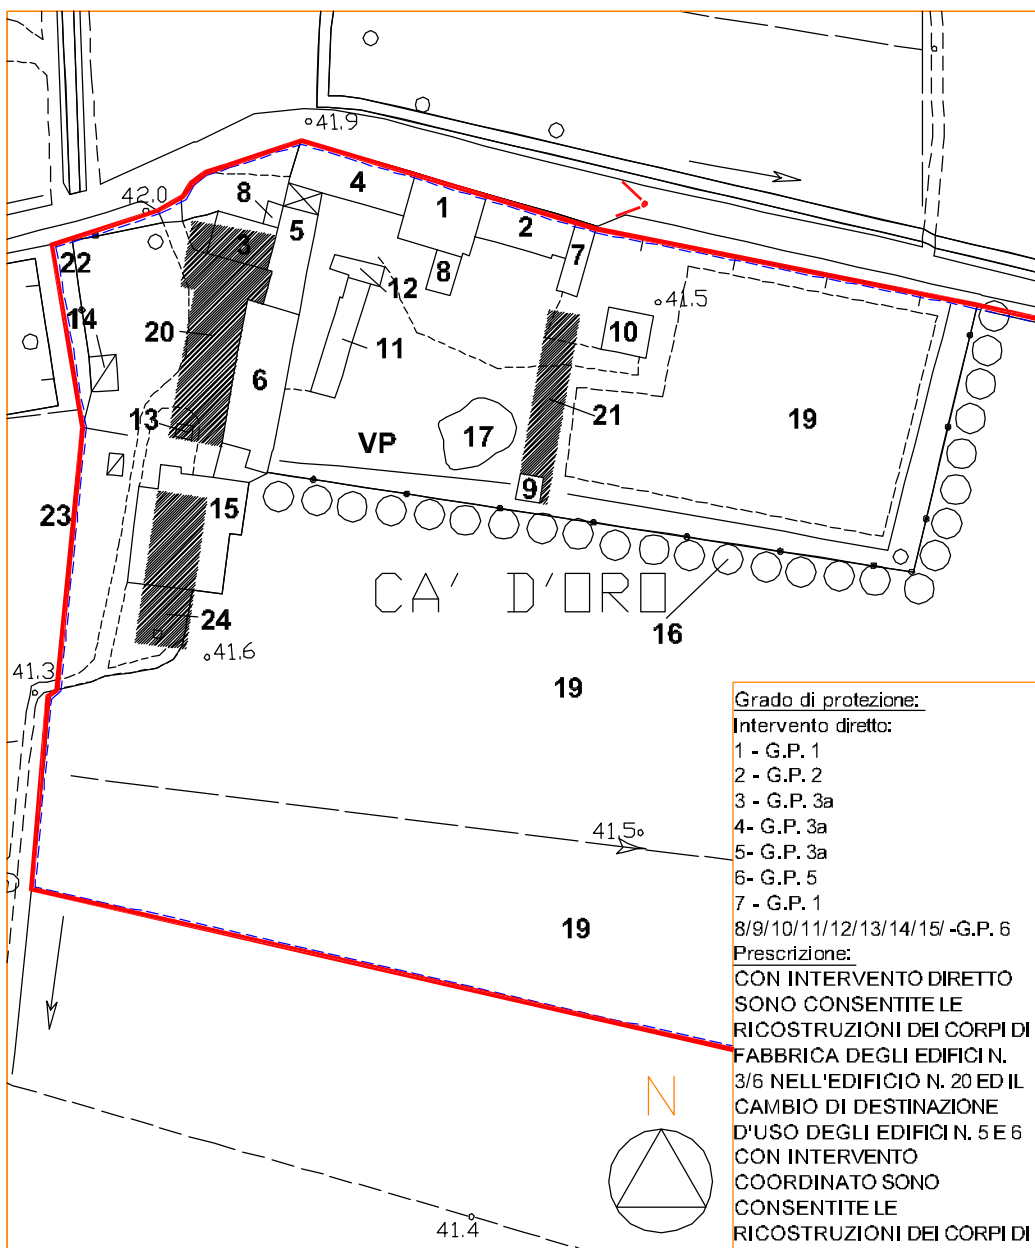 41.9
42.0
4
8
1
5
2
3
7
22
8
12
41.5
14
20
10
11
6
13
21
19
VP
17
9
23
15
CA' D'ORO
24
16
41.6
41.3
19
41.5
19
N
41.4
Grado di protezione:
Intervento diretto:
1 - G.P. 1
2 - G.P. 2
3 - G.P. 3a
4- G.P. 3a
5- G.P. 3a
6- G.P. 5
7 - G.P. 1
8/9/10/11/12/13/14/15/ -G.P. 6
Prescrizione:
CON INTERVENTO DIRETTO
SONO CONSENTITE LE
RICOSTRUZIONI DEI CORPI DI
FABBRICA DEGLI EDIFICI N.
3/6 NELL'EDIFICIO N. 20 ED IL
CAMBIO DI DESTINAZIONE
D'USO DEGLI EDIFICI N. 5 E 6
CON INTERVENTO
COORDINATO SONO
CONSENTITE LE
RICOSTRUZIONI DEI CORPI DI